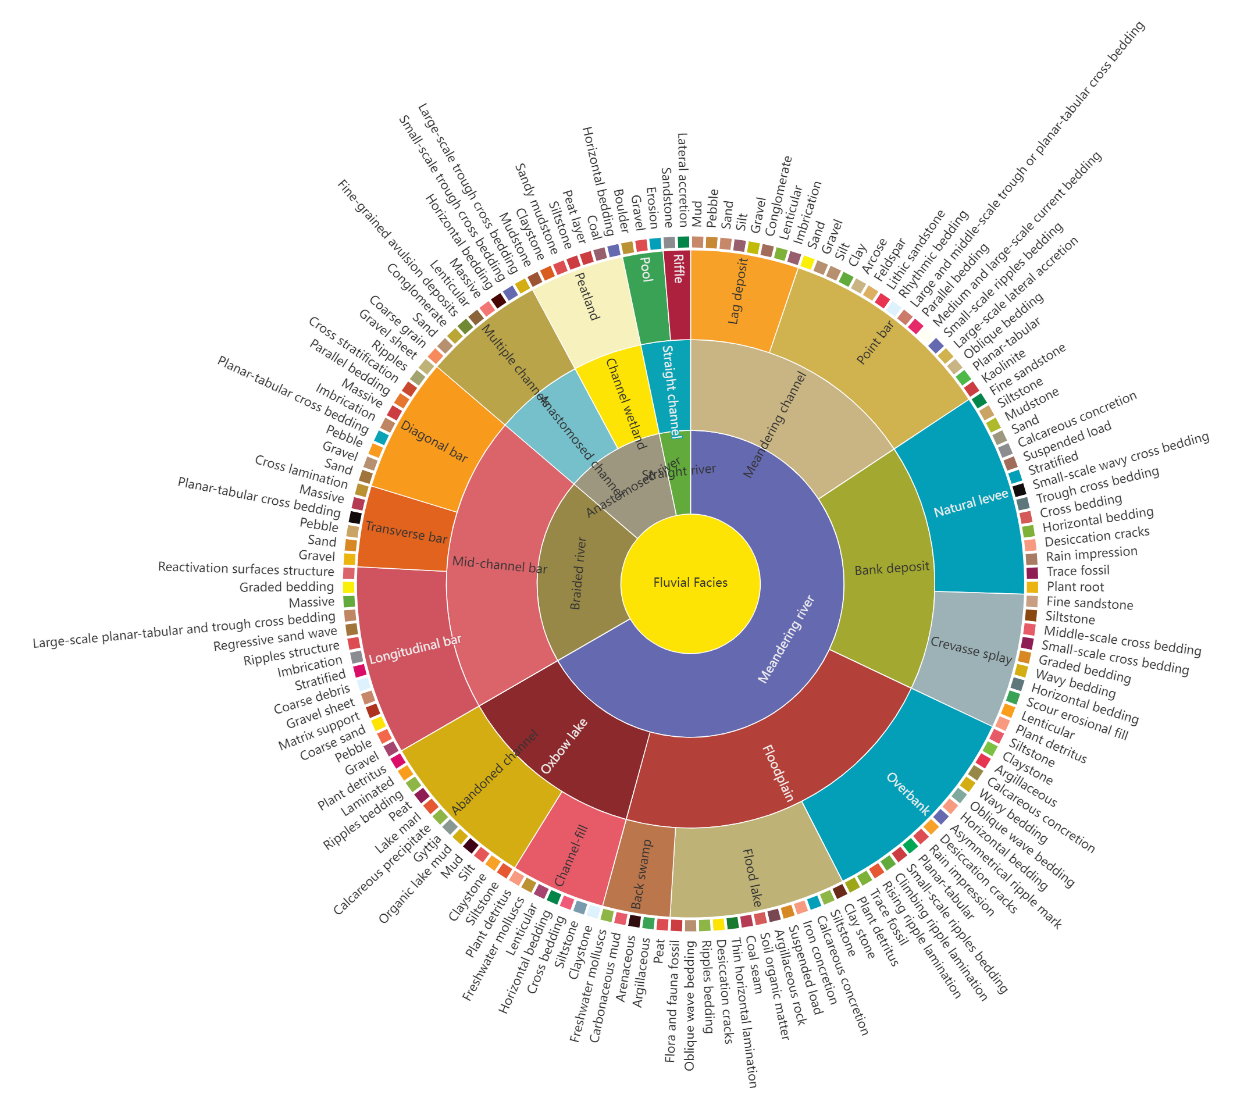 Fluvial Facies
Meandering river
Braided river
Anastomosed river
Straight river
Meandering channel
Bank deposit
Floodplain
Oxbow lake
Mid-channel bar
Anastomosed channel
Channel wetland
Straight channel
Lag deposit
Point bar
Natural levee
Crevasse splay
Overbank
Flood lake
Back swamp
Channel-fill
Abandoned channel
Longitudinal bar
Transverse bar
Diagonal bar
Multiple channels
Peatland
Pool
Riffle
Mud
Pebble
Sand
Silt
Gravel
Conglomerate
Lenticular
Imbrication
Sand
Gravel
Silt
Clay
Arcose
Feldspar
Lithic sandstone
Rhythmic bedding
Large and middle-scale trough or planar-tabular cross bedding
Parallel bedding
Medium and large-scale current bedding
Small-scale ripples bedding
Large-scale lateral accretion
Oblique bedding
Planar-tabular
Kaolinite
Fine sandstone
Siltstone
Mudstone
Sand
Calcareous concretion
Suspended load
Stratified
Small-scale wavy cross bedding
Trough cross bedding
Cross bedding
Horizontal bedding
Desiccation cracks
Rain impression
Trace fossil
Plant root
Fine sandstone
Siltstone
Middle-scale cross bedding
Small-scale cross bedding
Graded bedding
Wavy bedding
Horizontal bedding
Scour erosional fill
Lenticular
Plant detritus
Siltstone
Claystone
Argillaceous
Calcareous concretion
Wavy bedding
Oblique wave bedding
Horizontal bedding
Asymmetrical ripple mark
Desiccation cracks
Rain impression
Planar-tabular
Small-scale ripples bedding
Climbing ripple lamination
Rising ripple lamination
Trace fossil
Plant detritus
Clay stone
Siltstone
Calcareous concretion
Iron concretion
Suspended load
Argillaceous rock
Soil organic matter
Coal seam
Thin horizontal lamination
Desiccation cracks
Ripples bedding
Oblique wave bedding
Flora and fauna fossil
Peat
Argillaceous
Arenaceous
Carbonaceous mud
Freshwater molluscs
Claystone
Siltstone
Cross bedding
Horizontal bedding
Lenticular
Freshwater molluscs
Plant detritus
Siltstone
Claystone
Silt
Mud
Organic lake mud
Gyttja
Calcareous precipitate
Lake marl
Peat
Ripples bedding
Laminated
Plant detritus
Gravel
Pebble
Coarse sand
Matrix support
Gravel sheet
Coarse debris
Stratified
Imbrication
Ripples structure
Regressive sand wave
Large-scale planar-tabular and trough cross bedding
Massive
Graded bedding
Reactivation surfaces structure
Gravel
Sand
Pebble
Planar-tabular cross bedding
Massive
Cross lamination
Sand
Gravel
Pebble
Planar-tabular cross bedding
Imbrication
Massive
Parallel bedding
Cross stratification
Ripples
Gravel sheet
Coarse grain
Sand
Conglomerate
Fine-grained avulsion deposits
Lenticular
Massive
Horizontal bedding
Small-scale trough cross bedding
Large-scale trough cross bedding
Mudstone
Claystone
Sandy mudstone
Siltstone
Peat layer
Coal
Horizontal bedding
Boulder
Gravel
Erosion
Sandstone
Lateral accretion